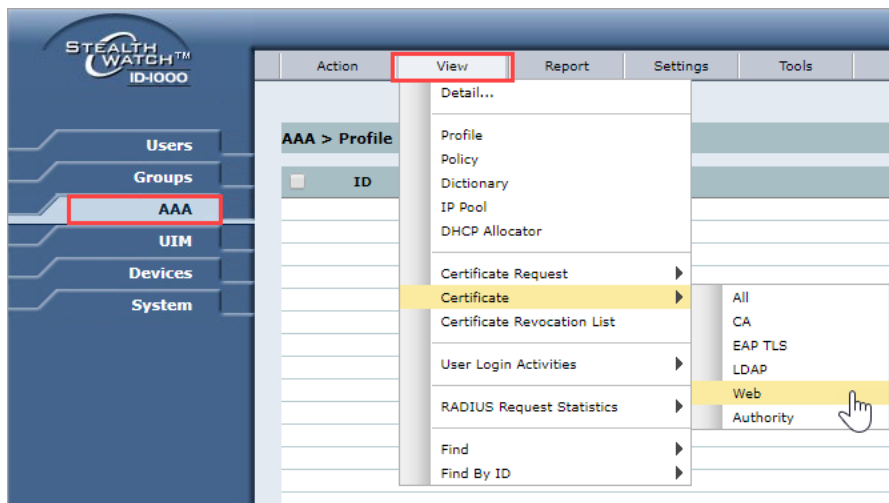 STEALTH
WATCH™
ID-1000
Action View Report Settings Tools
Users
Groups
AAA
UIM
Devices
System
AAA > Profile
ID
Detail...
Profile
Policy
Dictionary
IP Pool
DHCP Allocator
Certificate Request
Certificate
Certificate Revocation List
User Login Activities
RADIUS Request Statistics
Find
Find By ID
All
CA
EAP TLS
LDAP
Web
Authority